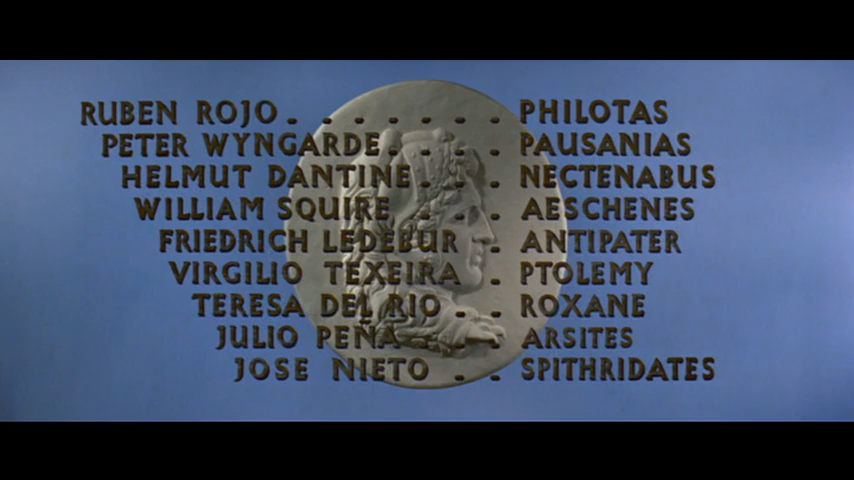 RUBEN ROJO . . . . . . . PHILOTAS
PETER WYNGARDE . . . . PAUSANIAS
HELMUT DANTINE . . . NECTENABUS
WILLIAM SQUIRE . . . . AESCHENES
FRIEDRICH LEDEBUR . . ANTIPATER
VIRGILIO TEXEIRA . PTOLEMY
TERESA DEL RIO . . . ROXANE
JULIO PEÑA . . . . ARSITES
JOSE NIETO . . . SPITHRIDATES